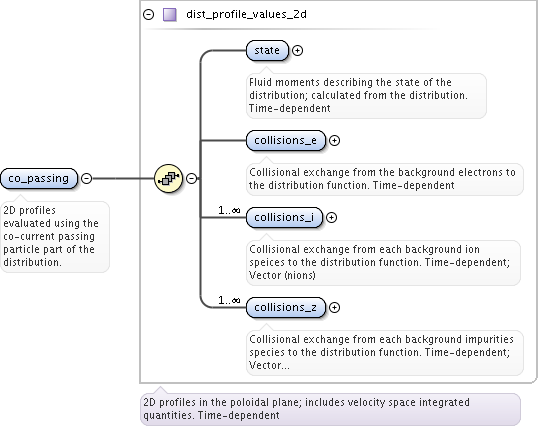 dist_profile_values_2d
state
Fluid moments describing the state of the
distribution; calculated from the distribution.
Time-dependent
collisions_e
Collisional exchange from the background electrons to
the distribution function. Time-dependent
co_passing
2D profiles
evaluated using the
co-current passing
particle part of the
distribution.
1..∞
collisions_i
Collisional exchange from each background ion
speices to the distribution function. Time-dependent;
Vector (nions)
1..∞
collisions_z
Collisional exchange from each background impurities
species to the distribution function. Time-dependent;
Vector...
2D profiles in the poloidal plane; includes velocity space integrated
quantities. Time-dependent